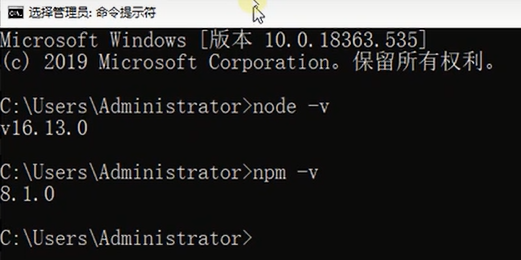 选择管理员: 命令提示符
Microsoft Windows [版本 10.0.18363.535]
(c) 2019 Microsoft Corporation。保留所有权利。
C:\Users\Administrator>node -v
v16.13.0
C:\Users\Administrator>npm -v
8.1.0
C:\Users\Administrator>